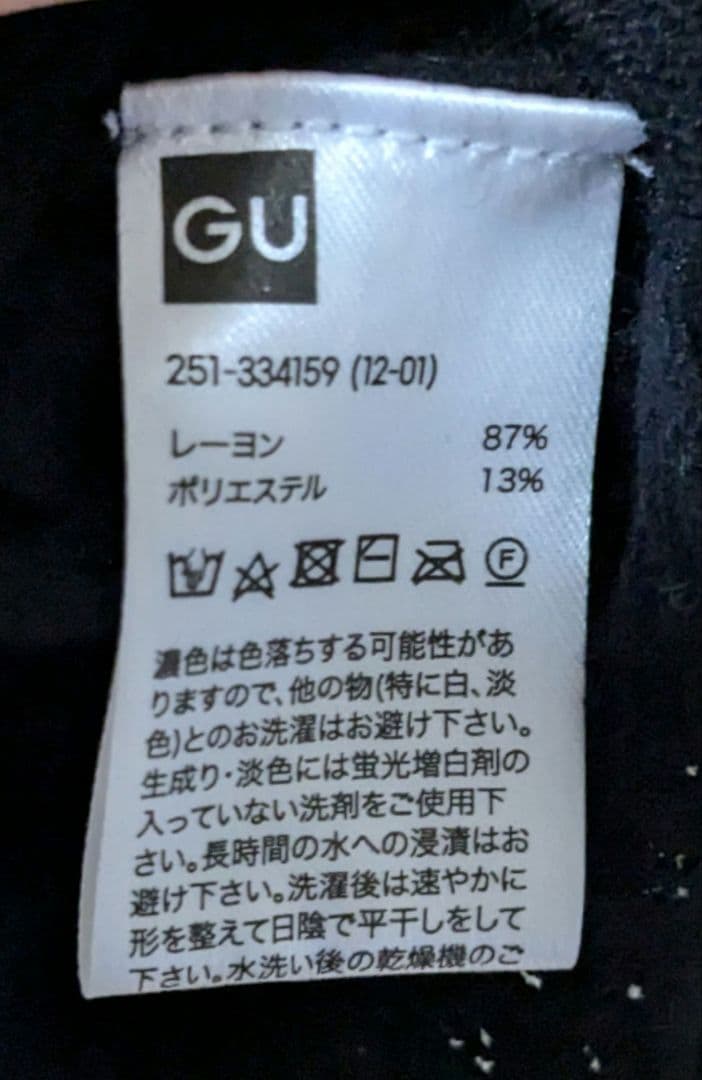 GU
251-334159 (12-01)
レーヨン 87%
ポリエステル 13%
F
濃色は色落ちする可能性があ
りますので、他の物(特に白、淡
色)とのお洗濯はお避け下さい。
生成り・淡色には蛍光増白剤の
入っていない洗剤をご使用下
さい。長時間の水への浸漬はお
避け下さい。洗濯後は速やかに
形を整えて日陰で平干しをして
下さい。水洗い後の乾燥機のご